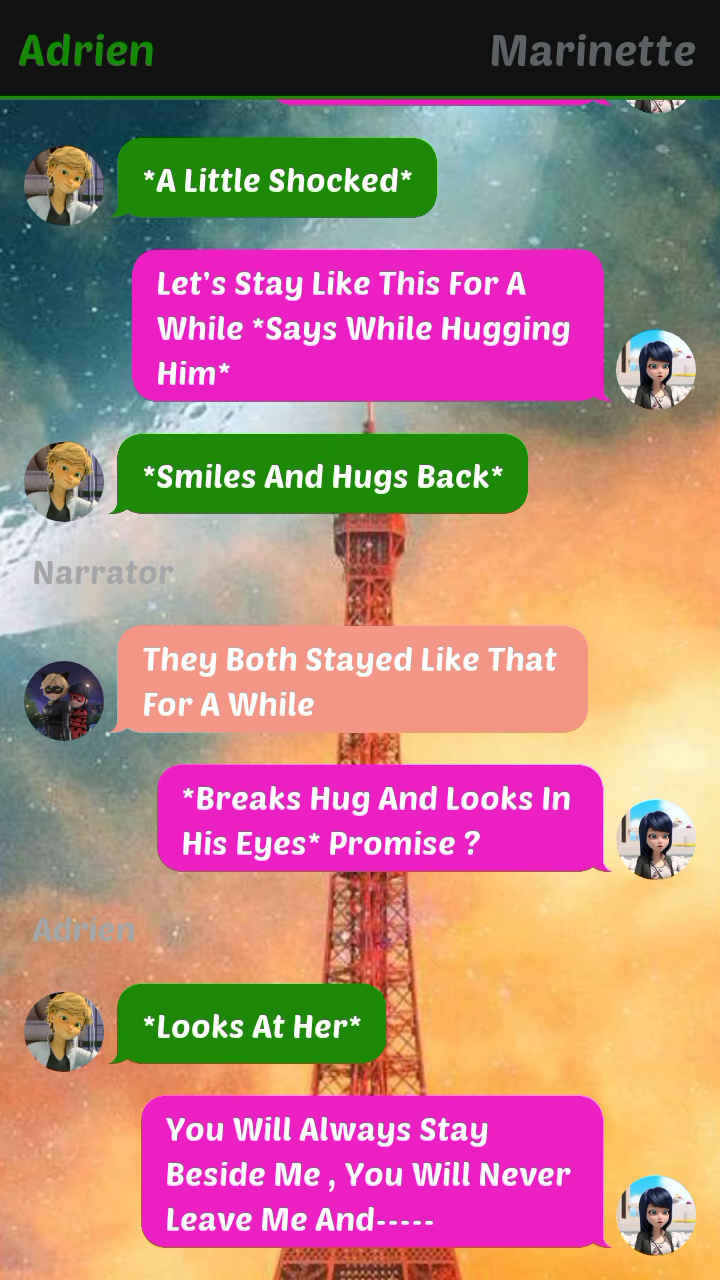 Adrien Marinette
*A Little Shocked*
Let's Stay Like This For A
While *Says While Hugging
Him*
*Smiles And Hugs Back*
Narrator
They Both Stayed Like That
For A While
*Breaks Hug And Looks In
His Eyes* Promise ?
Adrien
*Looks At Her*
You Will Always Stay
Beside Me , You Will Never
Leave Me And-----